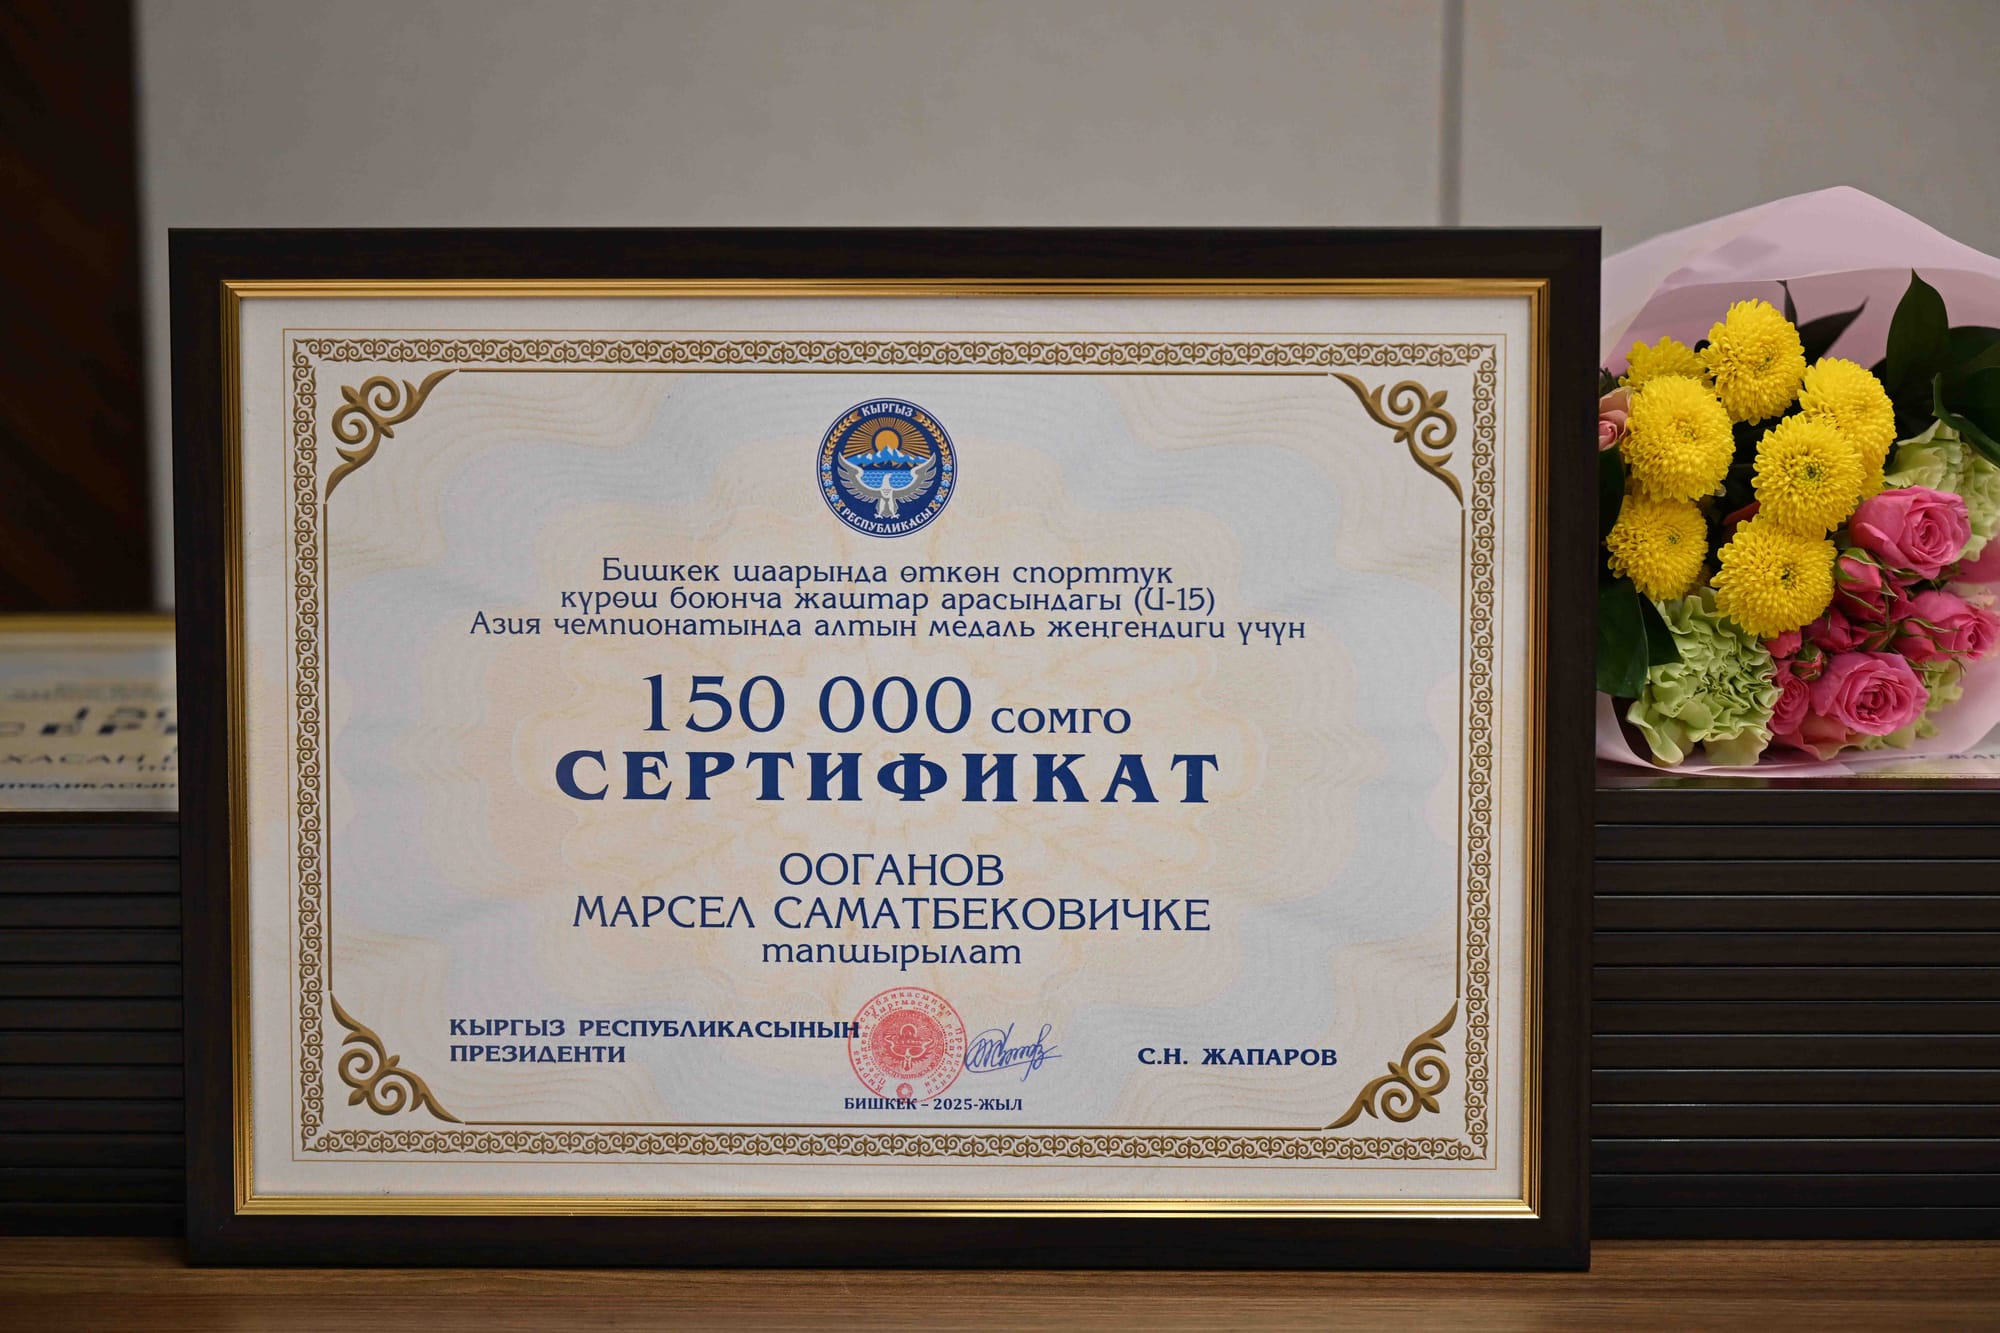 КЫРГЫЗ
РЕСПУБЛИКАСЫ
Бишкек шаарында өткөн спорттук
күрөш боюнча жаштар арасындагы (U-15)
Азия чемпионатында алтын медаль жеңгендиги үчүн
150 000 сомго
СЕРТИФИКАТ
ООГАНОВ
МАРСЕЛ САМАТБЕКОВИЧКЕ
тапшырылат
КЫРГЫЗ РЕСПУБЛИКАСЫНЫН
ПРЕЗИДЕНТИ
С.Н. ЖАПАРОВ
БИШКЕК – 2025-ЖЫЛ
ХАСАН